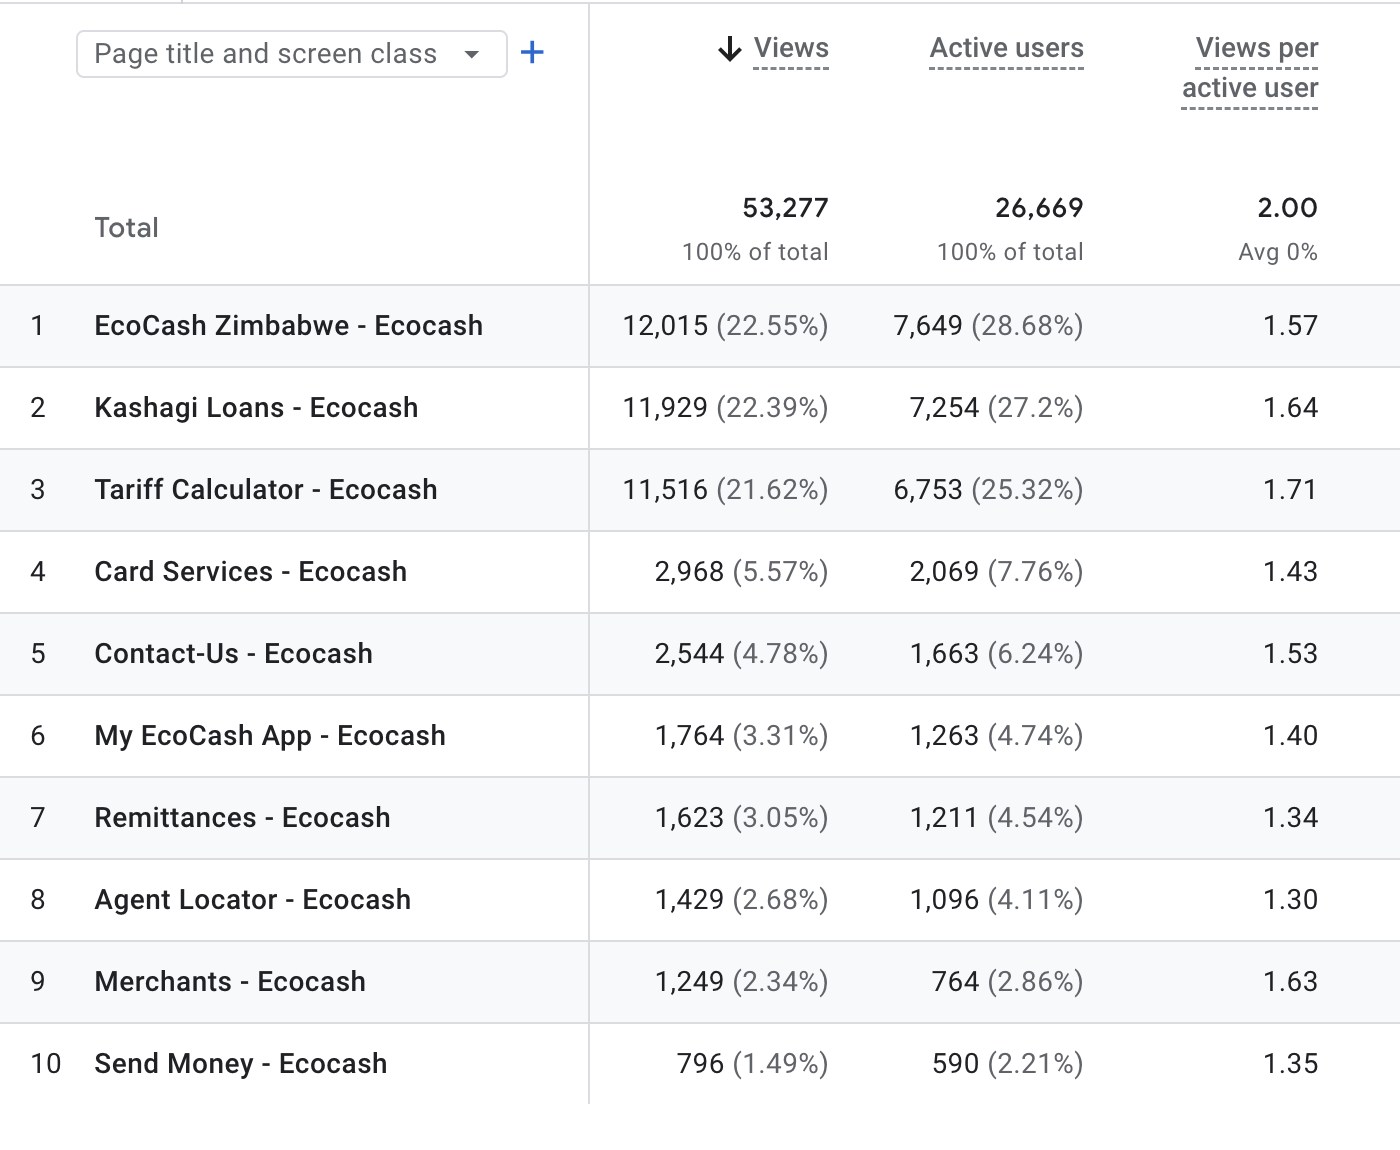 Page title and screen class
Views
Active users
Views per
active user
Total
53,277
26,669
2.00
100% of total
100% of total
Avg 0%
1 EcoCash Zimbabwe - Ecocash 12,015 (22.55%) 7,649 (28.68%) 1.57
2 Kashagi Loans - Ecocash 11,929 (22.39%) 7,254 (27.2%) 1.64
3 Tariff Calculator - Ecocash 11,516 (21.62%) 6,753 (25.32%) 1.71
4 Card Services - Ecocash 2,968 (5.57%) 2,069 (7.76%) 1.43
5 Contact-Us - Ecocash 2,544 (4.78%) 1,663 (6.24%) 1.53
6 My EcoCash App - Ecocash 1,764 (3.31%) 1,263 (4.74%) 1.40
7 Remittances - Ecocash 1,623 (3.05%) 1,211 (4.54%) 1.34
8 Agent Locator - Ecocash 1,429 (2.68%) 1,096 (4.11%) 1.30
9 Merchants - Ecocash 1,249 (2.34%) 764 (2.86%) 1.63
10 Send Money - Ecocash 796 (1.49%) 590 (2.21%) 1.35